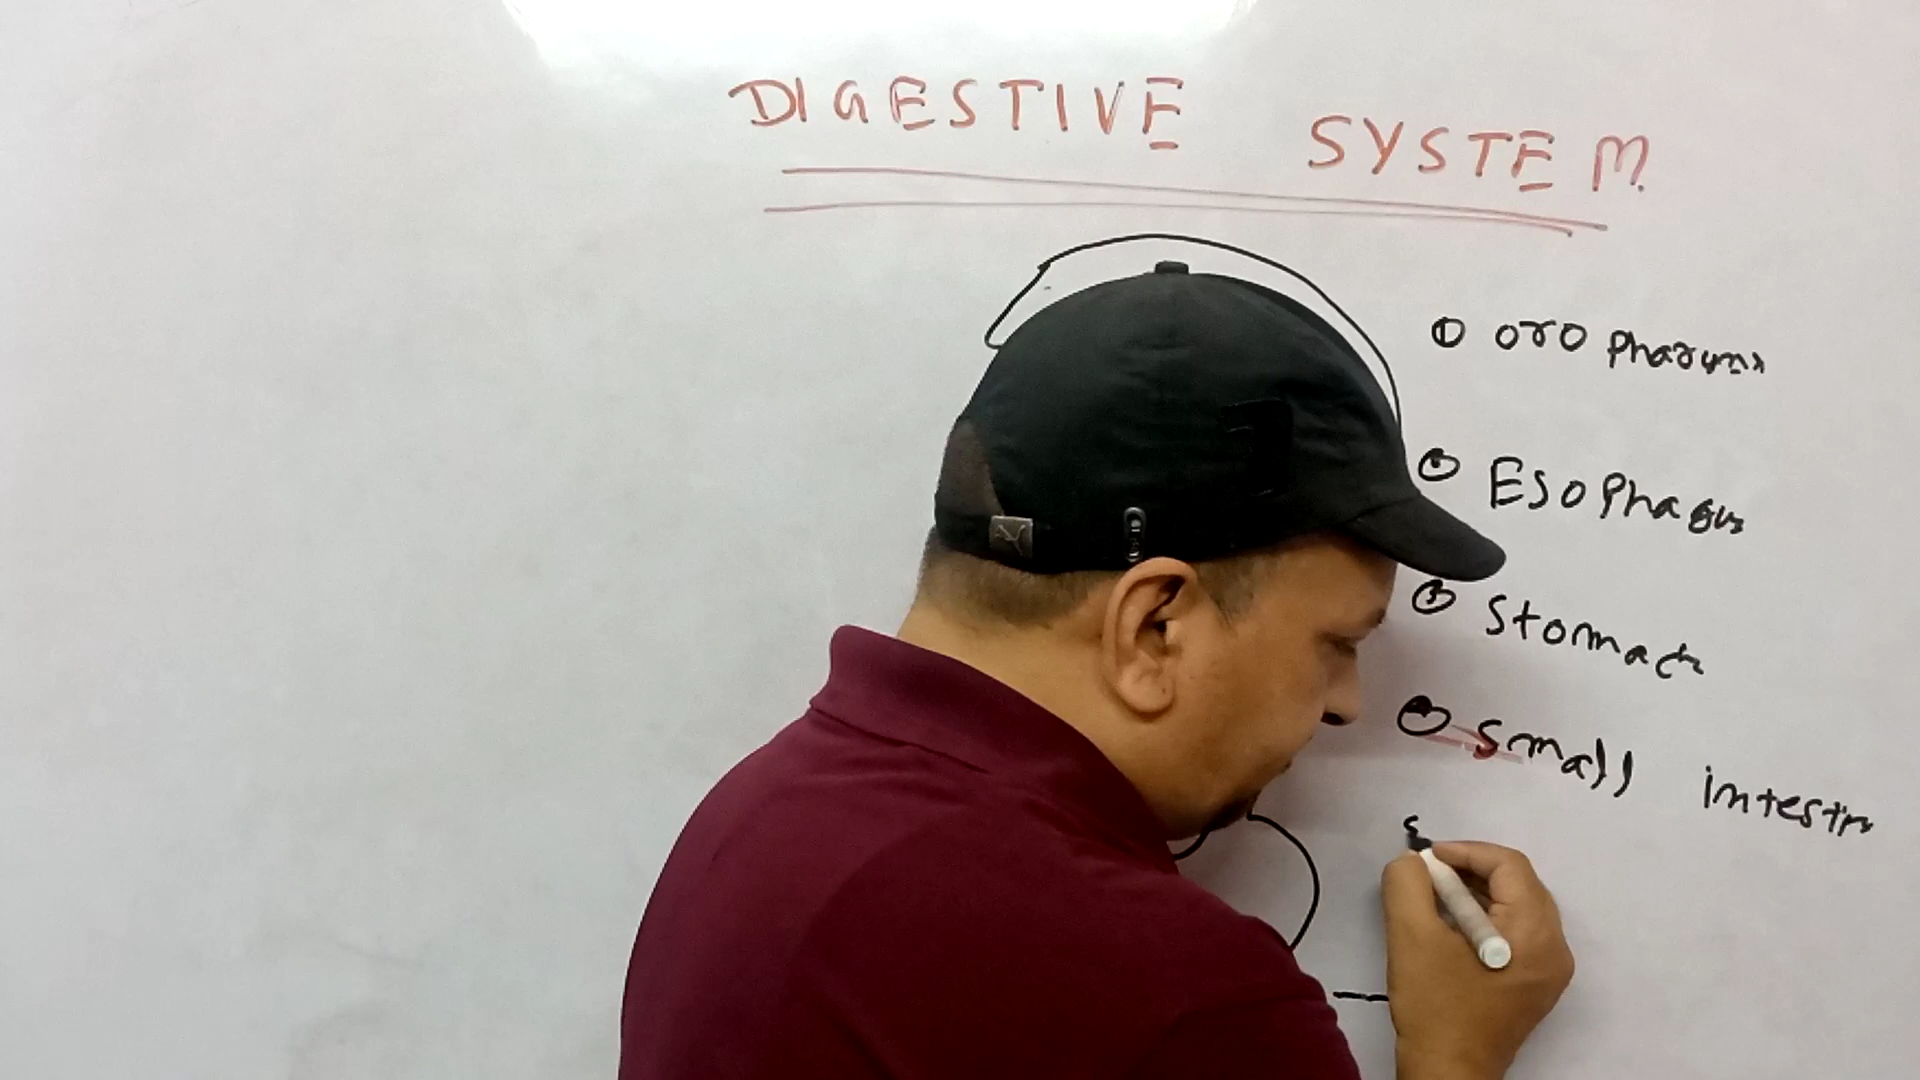 DIGESTIVE SYSTEM
① oro pharynx
② Esophagus
③ Stomach
④ Small intestin